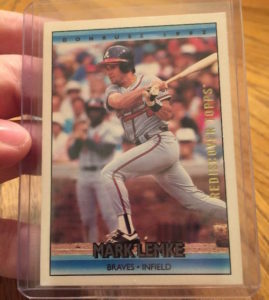 DONRUSS 1992
REDISCOVER TOPPS
MARK LEMKE
BRAVES • INFIELD